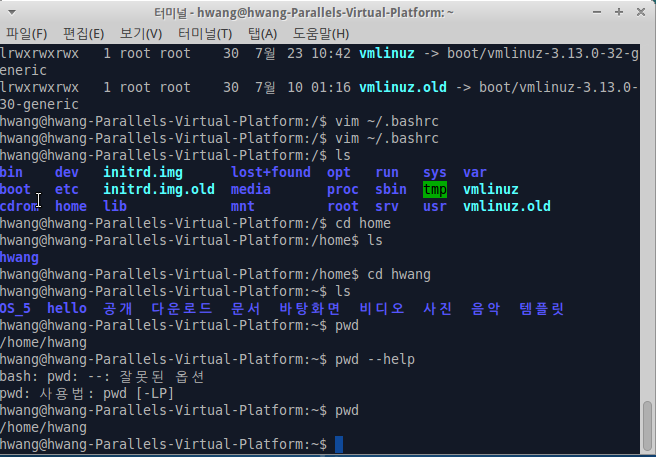 터미널 - hwang@hwang-Parallels-Virtual-Platform: ~
파일(F) 편집(E) 보기(V) 터미널(T) 탭(A) 도움말(H)
lrwxrwxrwx   1 root root    30  7월  23 10:42 vmlinuz -> boot/vmlinuz-3.13.0-32-g
eneric
lrwxrwxrwx   1 root root    30  7월  10 01:16 vmlinuz.old -> boot/vmlinuz-3.13.0-
30-generic
hwang@hwang-Parallels-Virtual-Platform:/$ vim ~/.bashrc
hwang@hwang-Parallels-Virtual-Platform:/$ vim ~/.bashrc
hwang@hwang-Parallels-Virtual-Platform:/$ ls
bin    dev   initrd.img      lost+found  opt   run   sys  var
boot   etc   initrd.img.old  media       proc  sbin  tmp  vmlinuz
cdrom  home  lib             mnt         root  srv   usr  vmlinuz.old
hwang@hwang-Parallels-Virtual-Platform:/$ cd home
hwang@hwang-Parallels-Virtual-Platform:/home$ ls
hwang
hwang@hwang-Parallels-Virtual-Platform:/home$ cd hwang
hwang@hwang-Parallels-Virtual-Platform:~$ ls
OS_5  hello  공개  다운로드  문서  바탕화면  비디오  사진  음악  템플릿
hwang@hwang-Parallels-Virtual-Platform:~$ pwd
/home/hwang
hwang@hwang-Parallels-Virtual-Platform:~$ pwd --help
bash: pwd: --: 잘못된 옵션
pwd: 사용법: pwd [-LP]
hwang@hwang-Parallels-Virtual-Platform:~$ pwd
/home/hwang
hwang@hwang-Parallels-Virtual-Platform:~$